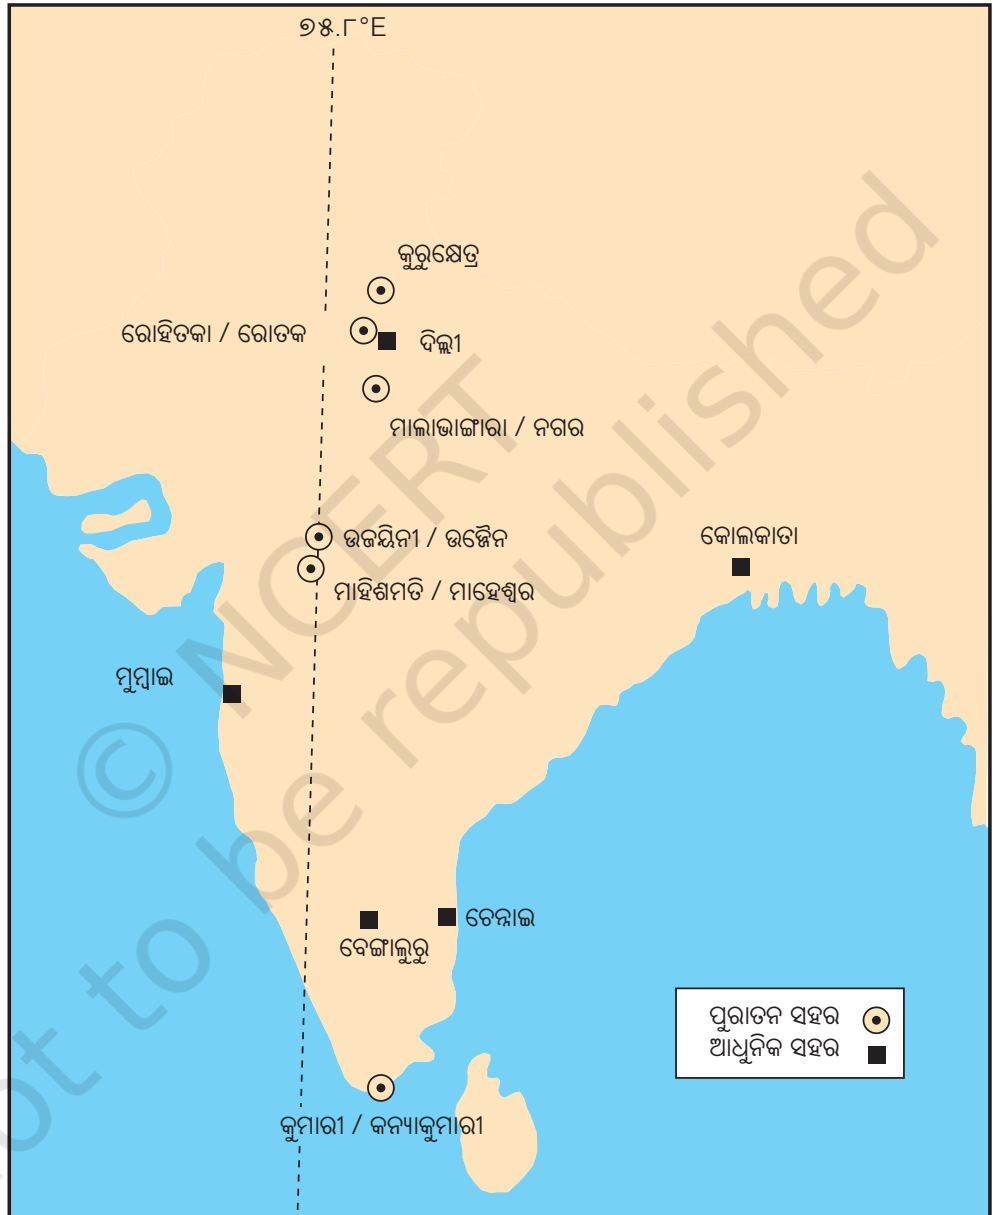 ୭୫.୮°E
କୁରୁକ୍ଷେତ୍ର
ରୋହିତକା / ରୋତକ
ଦିଲ୍ଲୀ
ମାଲାଭାଙ୍ଗାରା / ନଗର
ଉଜୟିନୀ / ଉଜ୍ଜୈନ
କୋଲକାତା
ମାହିଶମତି / ମାହେଶ୍ୱର
ମୁମ୍ବାଇ
ଚେନ୍ନାଇ
ବେଙ୍ଗାଲୁରୁ
ପୁରାତନ ସହର
ଆଧୁନିକ ସହର
କୁମାରୀ / କନ୍ୟାକୁମାରୀ
© NCERT
not to be republished